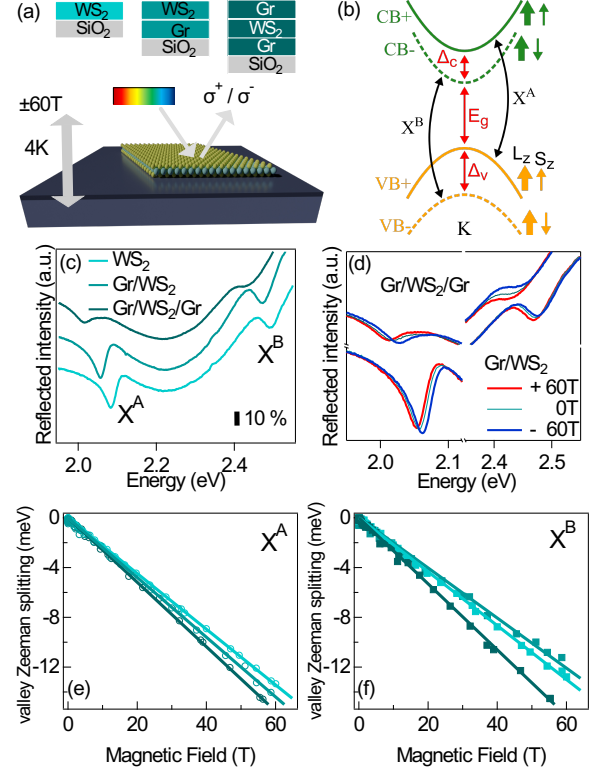 (a)
WS2
SiO2
WS2
Gr
SiO2
Gr
WS2
Gr
SiO2
σ+ / σ-
±60T
4K
(b)
CB+
CB-
Δc
XA
XB
Eg
Lz Sz
VB+
Δv
VB-
K
(c)
WS2
Gr/WS2
Gr/WS2/Gr
XB
XA
10 %
Reflected intensity (a.u.)
2.0 2.2 2.4
Energy (eV)
(d)
Gr/WS2/Gr
Gr/WS2
+ 60T
0T
- 60T
Reflected intensity (a.u.)
2.0 2.1 2.4 2.5
Energy (eV)
XA
valley Zeeman splitting (meV)
0
-4
-8
-12
(e)
0 20 40 60
Magnetic Field (T)
XB
valley Zeeman splitting (meV)
0
-4
-8
-12
(f)
0 20 40 60
Magnetic Field (T)